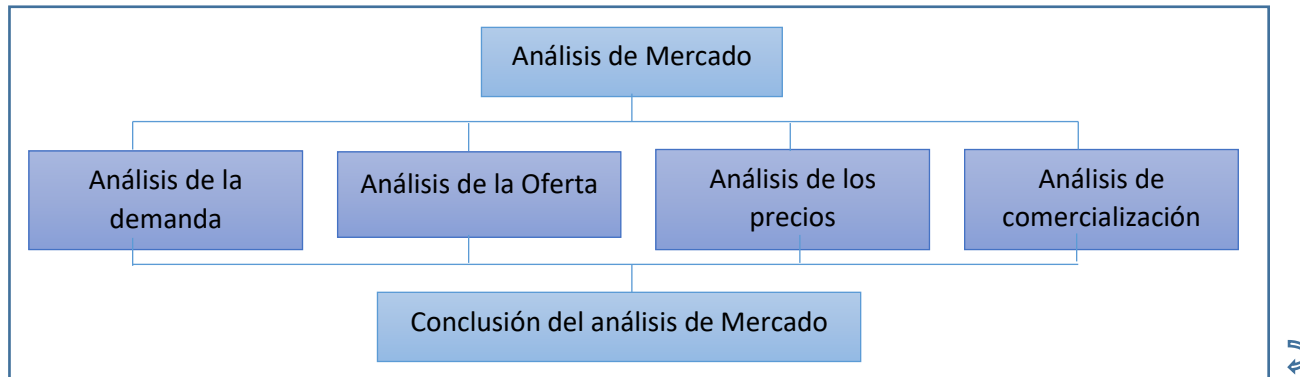 Análisis de Mercado
Análisis de la
demanda
Análisis de la Oferta
Análisis de los
precios
Análisis de
comercialización
Conclusión del análisis de Mercado